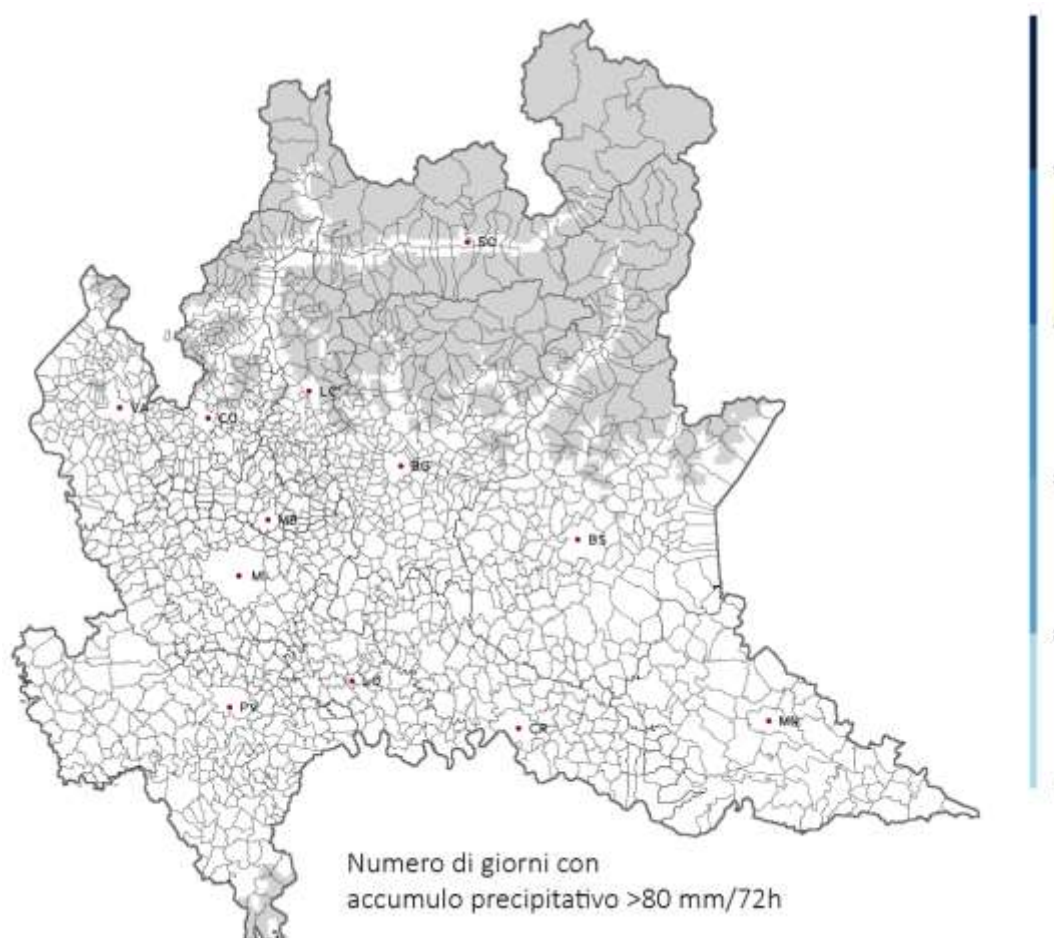 SO
VA
CO
LC
BG
MB
BS
MI
LO
PV
CR
MN
Numero di giorni con
accumulo precipitativo >80 mm/72h